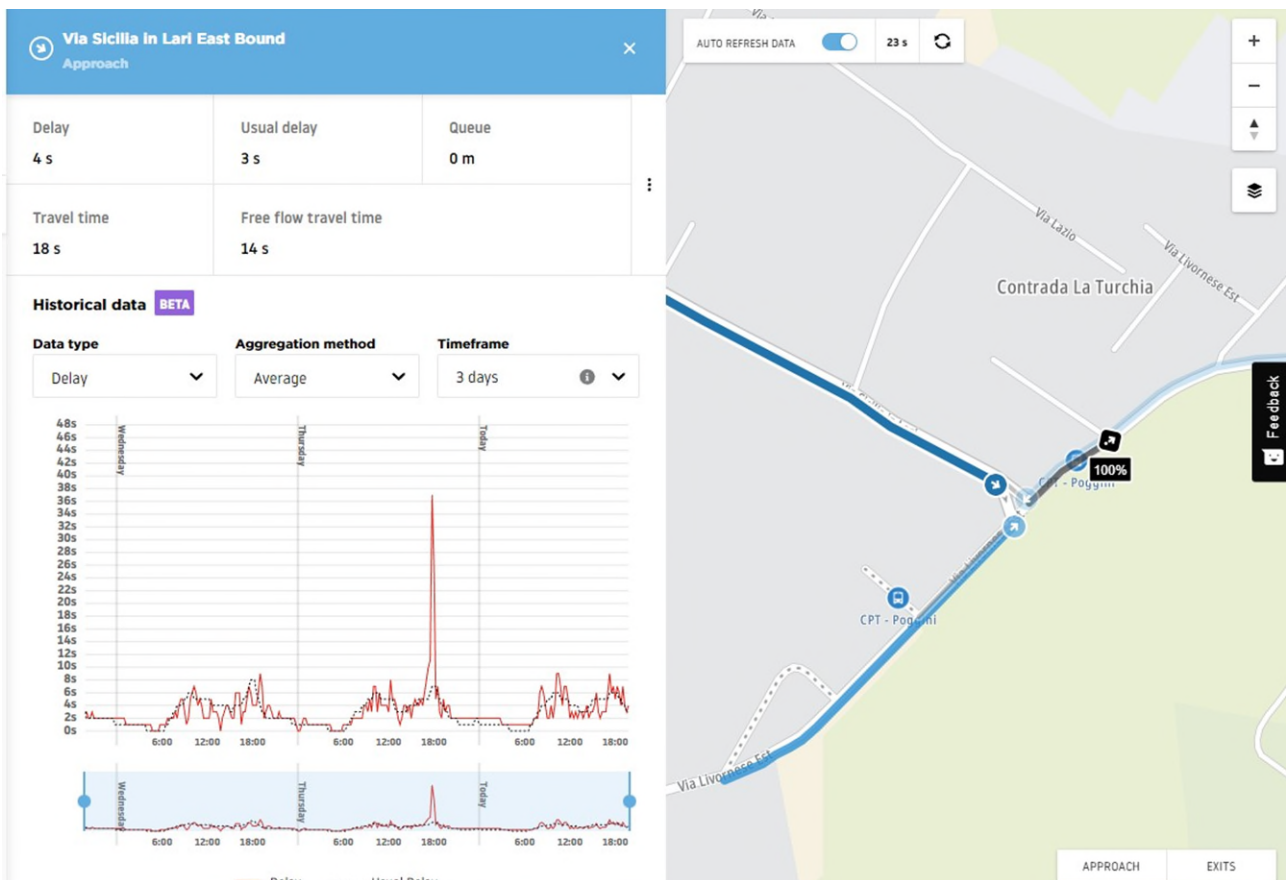 Via Sicilia in Lari East Bound
Approach
Delay
4 s
Usual delay
3 s
Queue
0 m
Travel time
18 s
Free flow travel time
14 s
Historical data BETA
Data type
Delay
Aggregation method
Average
Timeframe
3 days
48s
46s
44s
42s
40s
38s
36s
34s
32s
30s
28s
26s
24s
22s
20s
18s
16s
14s
12s
10s
8s
6s
4s
2s
0s
Wednesday
Thursday
Today
6:00 12:00 18:00 6:00 12:00 18:00 6:00 12:00 18:00
Wednesday
Thursday
Today
6:00 12:00 18:00 6:00 12:00 18:00 6:00 12:00 18:00
Delay Usual Delay
AUTO REFRESH DATA 23 s
+
−
Via Lazio
Via Livornese Est
Contrada La Turchia
100%
CPT - Poggini
CPT - Poggini
Via Livornese Est
Feedback
APPROACH EXITS